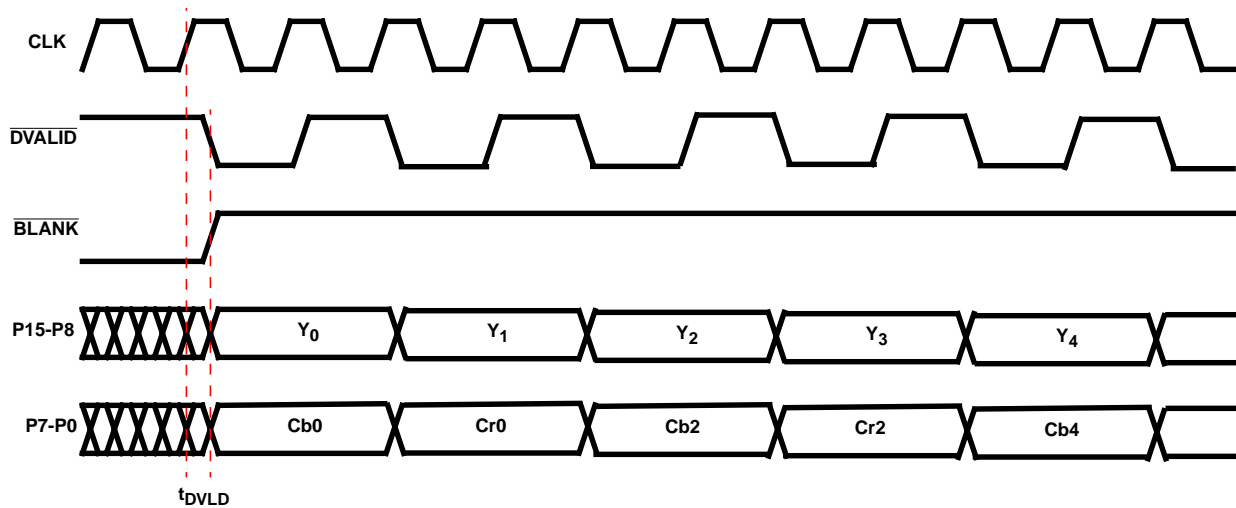 CLK
DVALID
BLANK
P15-P8 Y0 Y1 Y2 Y3 Y4
P7-P0 Cb0 Cr0 Cb2 Cr2 Cb4
tDVLD